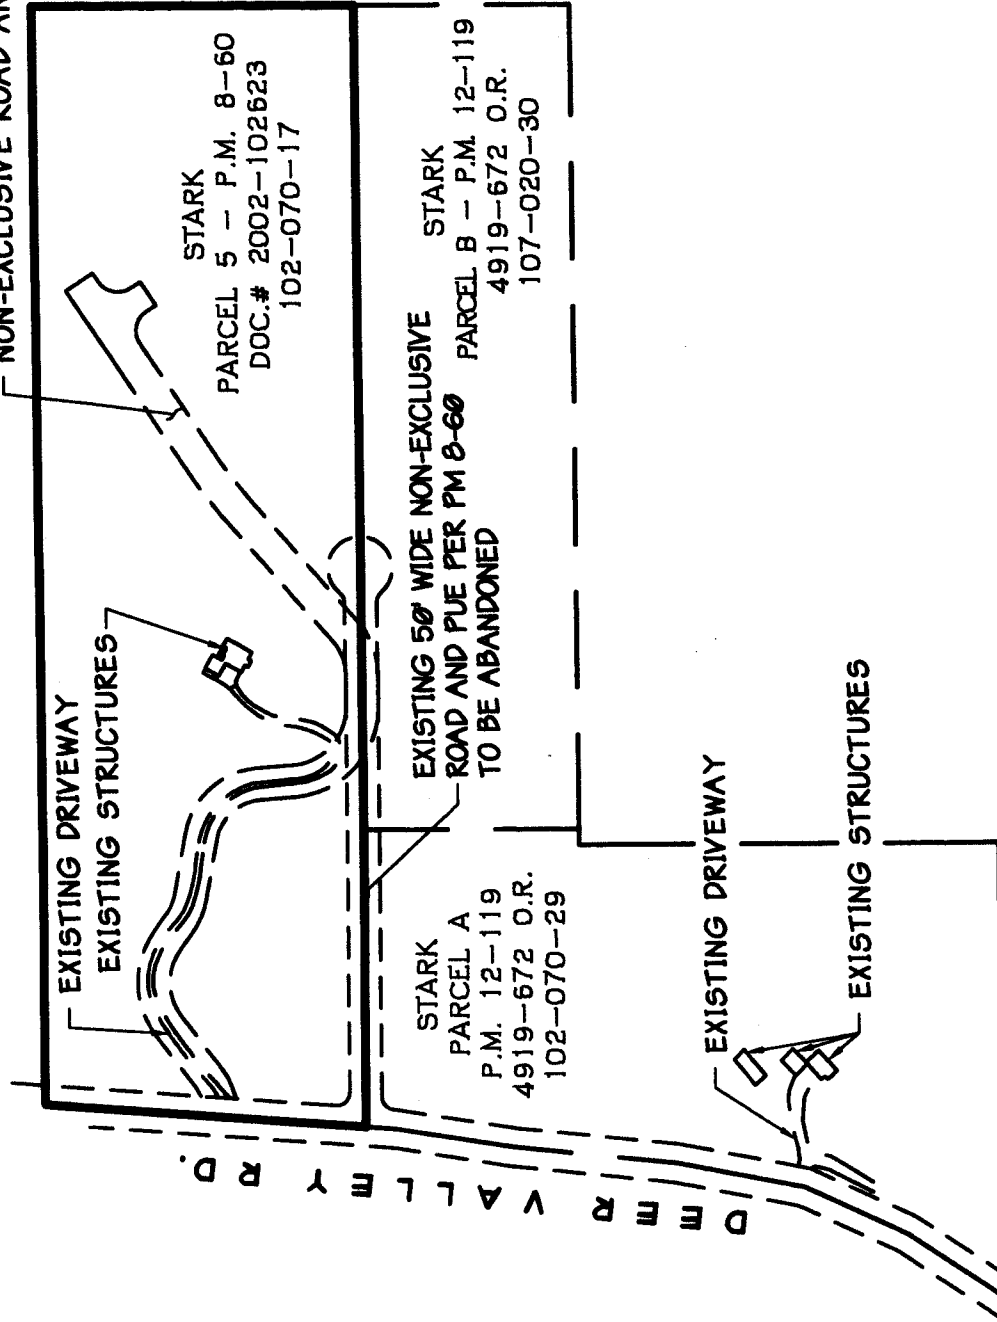 NON-EXCLUSIVE ROAD
STARK
PARCEL 5 - P.M. 8-60
DOC.# 2002-102623
102-070-17
STARK
PARCEL B - P.M. 12-119
4919-672 O.R.
107-020-30
EXISTING 50' WIDE NON-EXCLUSIVE
ROAD AND PUE PER PM 8-60
TO BE ABANDONED
EXISTING DRIVEWAY
EXISTING STRUCTURES
STARK
PARCEL A
P.M. 12-119
4919-672 O.R.
102-070-29
EXISTING DRIVEWAY
EXISTING STRUCTURES
DEER VALLEY RD.